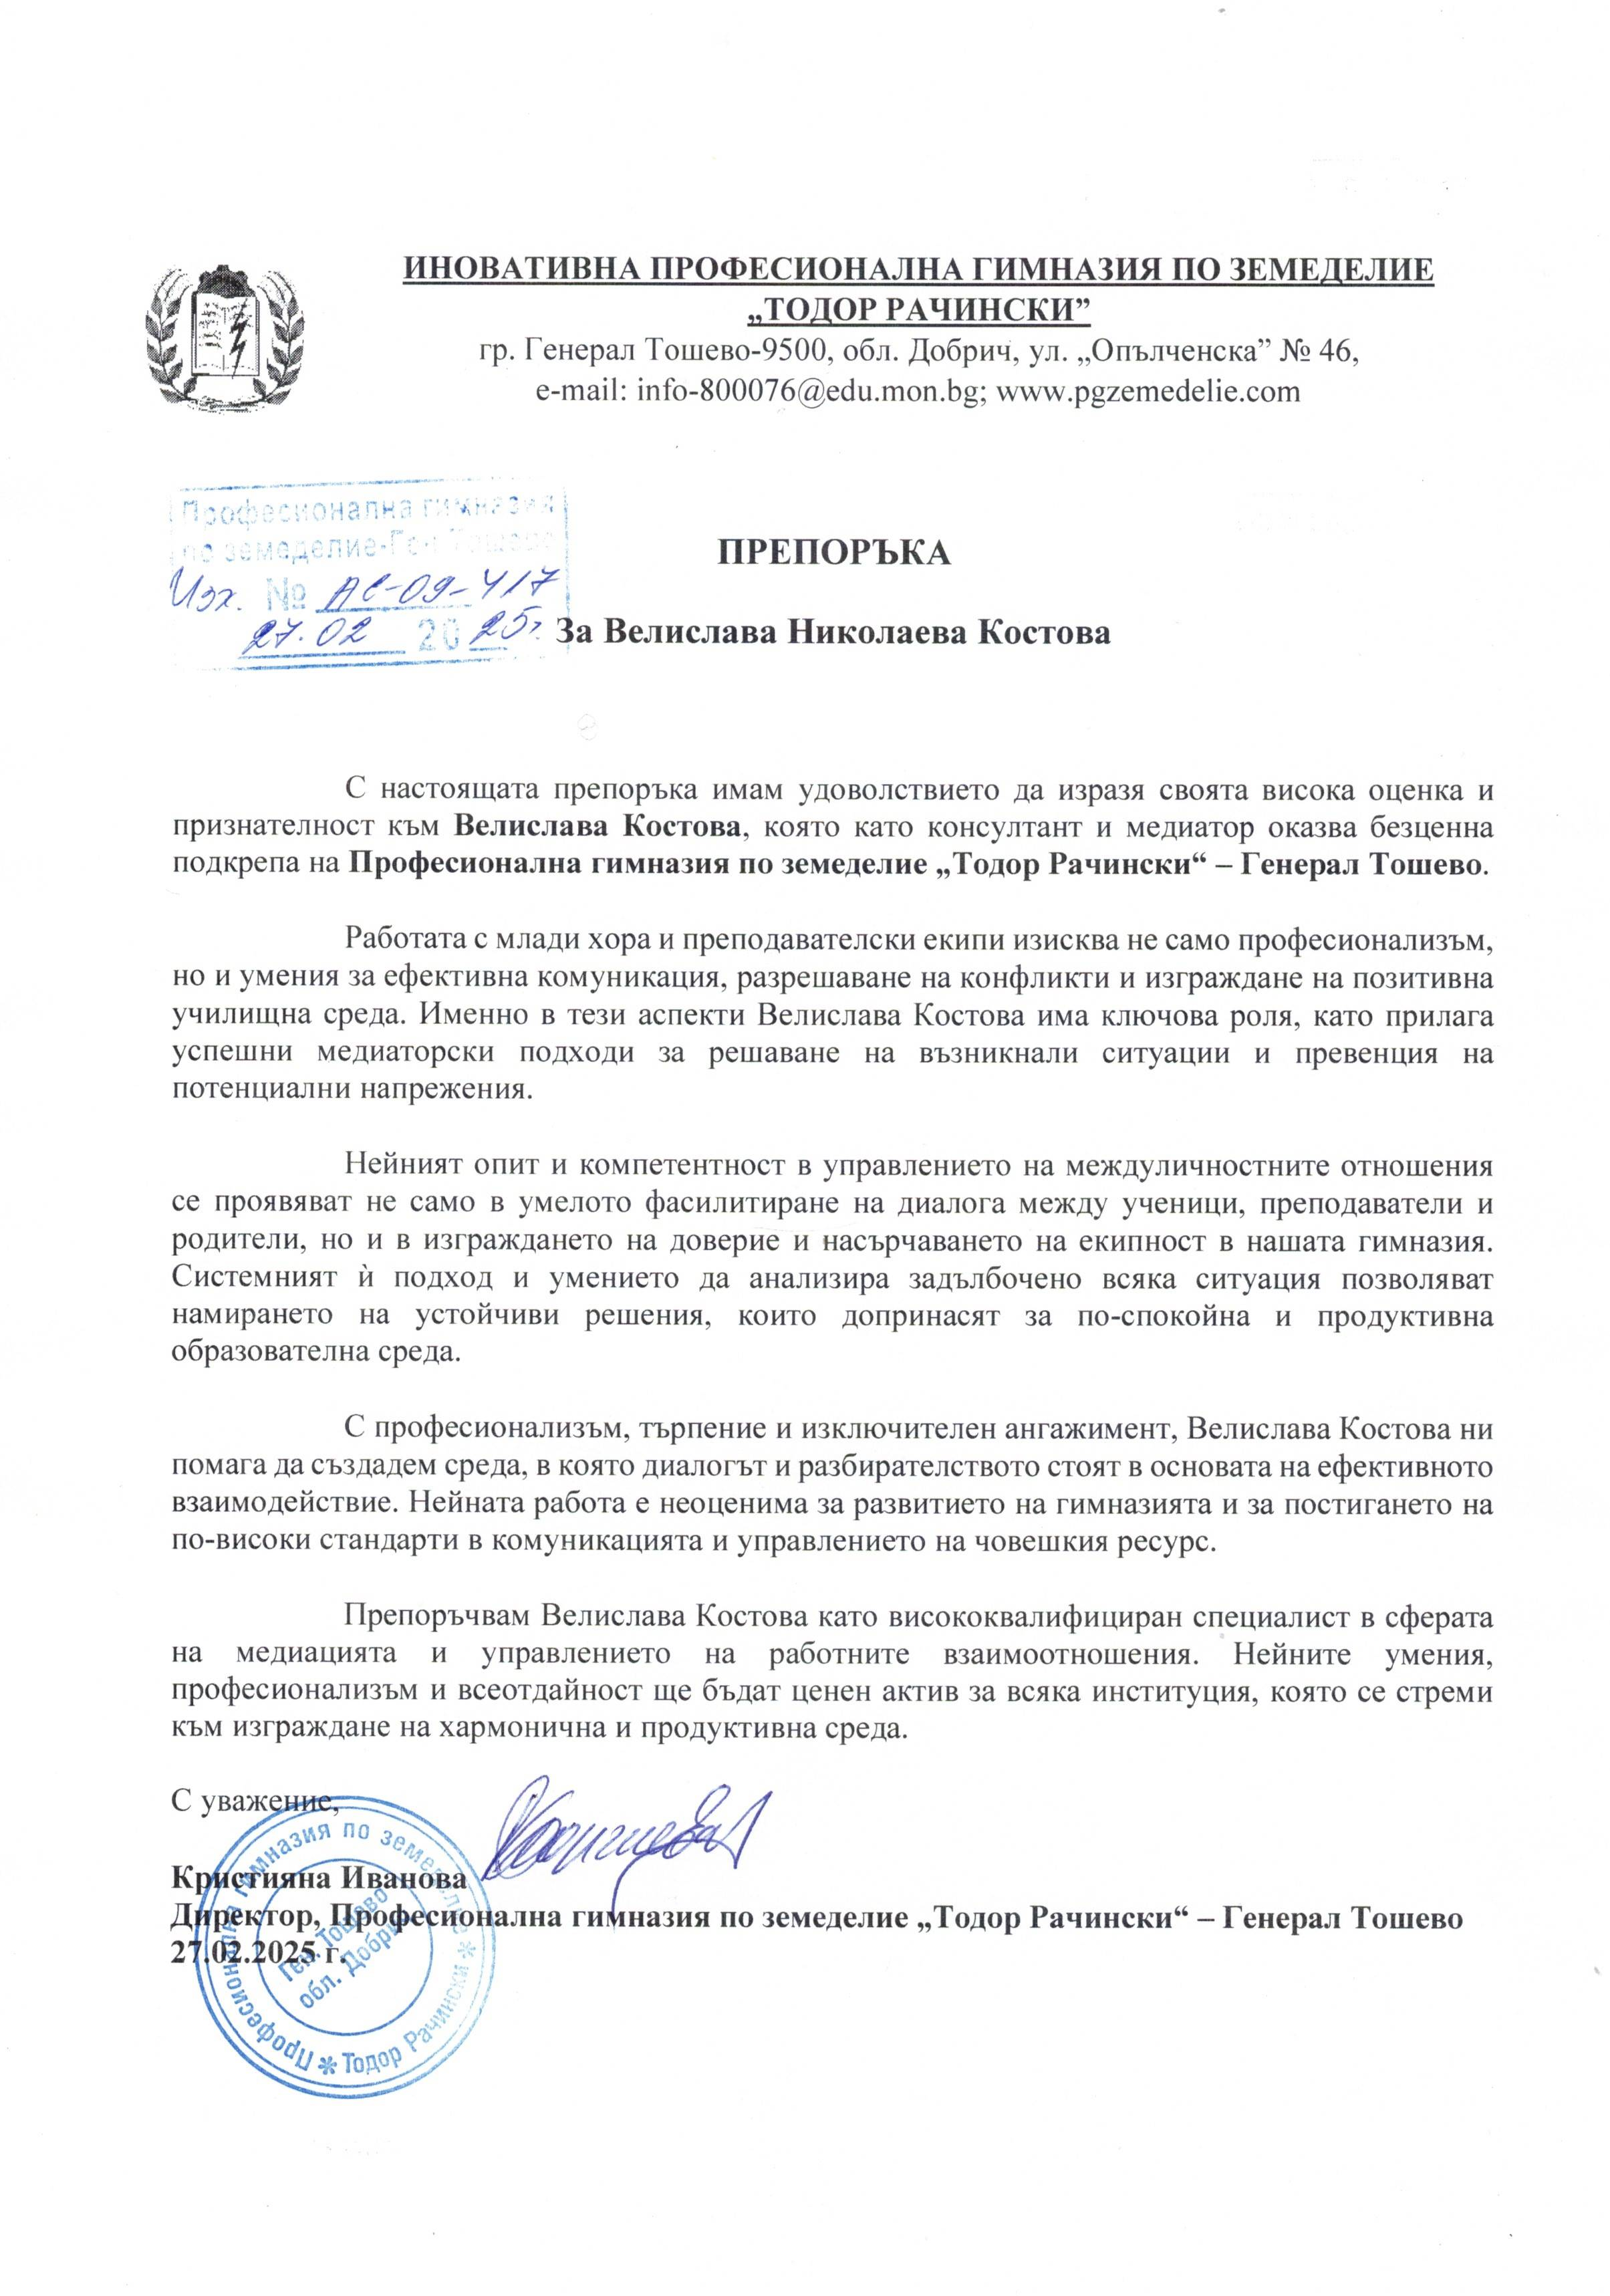 ИНОВАТИВНА ПРОФЕСИОНАЛНА ГИМНАЗИЯ ПО ЗЕМЕДЕЛИЕ
„ТОДОР РАЧИНСКИ”
гр. Генерал Тошево-9500, обл. Добрич, ул. „Опълченска” № 46,
e-mail: info-800076@edu.mon.bg; www.pgzemedelie.com
Професионална гимназия
по земеделие-Ген. Тошево
Изх. № АС-09-417
27.02 2025г.
ПРЕПОРЪКА
За Велислава Николаева Костова
С настоящата препоръка имам удоволствието да изразя своята висока оценка и
признателност към Велислава Костова, която като консултант и медиатор оказва безценна
подкрепа на Професионална гимназия по земеделие „Тодор Рачински“ – Генерал Тошево.
Работата с млади хора и преподавателски екипи изисква не само професионализъм,
но и умения за ефективна комуникация, разрешаване на конфликти и изграждане на позитивна
училищна среда. Именно в тези аспекти Велислава Костова има ключова роля, като прилага
успешни медиаторски подходи за решаване на възникнали ситуации и превенция на
потенциални напрежения.
Нейният опит и компетентност в управлението на междуличностните отношения
се проявяват не само в умелото фасилитиране на диалога между ученици, преподаватели и
родители, но и в изграждането на доверие и насърчаването на екипност в нашата гимназия.
Системният ѝ подход и умението да анализира задълбочено всяка ситуация позволяват
намирането на устойчиви решения, които допринасят за по-спокойна и продуктивна
образователна среда.
С професионализъм, търпение и изключителен ангажимент, Велислава Костова ни
помага да създадем среда, в която диалогът и разбирателството стоят в основата на ефективното
взаимодействие. Нейната работа е неоценима за развитието на гимназията и за постигането на
по-високи стандарти в комуникацията и управлението на човешкия ресурс.
Препоръчвам Велислава Костова като висококвалифициран специалист в сферата
на медиацията и управлението на работните взаимоотношения. Нейните умения,
професионализъм и всеотдайност ще бъдат ценен актив за всяка институция, която се стреми
към изграждане на хармонична и продуктивна среда.
С уважение,
Кристияна Иванова
Директор, Професионална гимназия по земеделие „Тодор Рачински“ – Генерал Тошево
27.02.2025 г.
Професионална гимназия по земеделие * Тодор Рачински *
Ген. Тошево
обл. Добрич